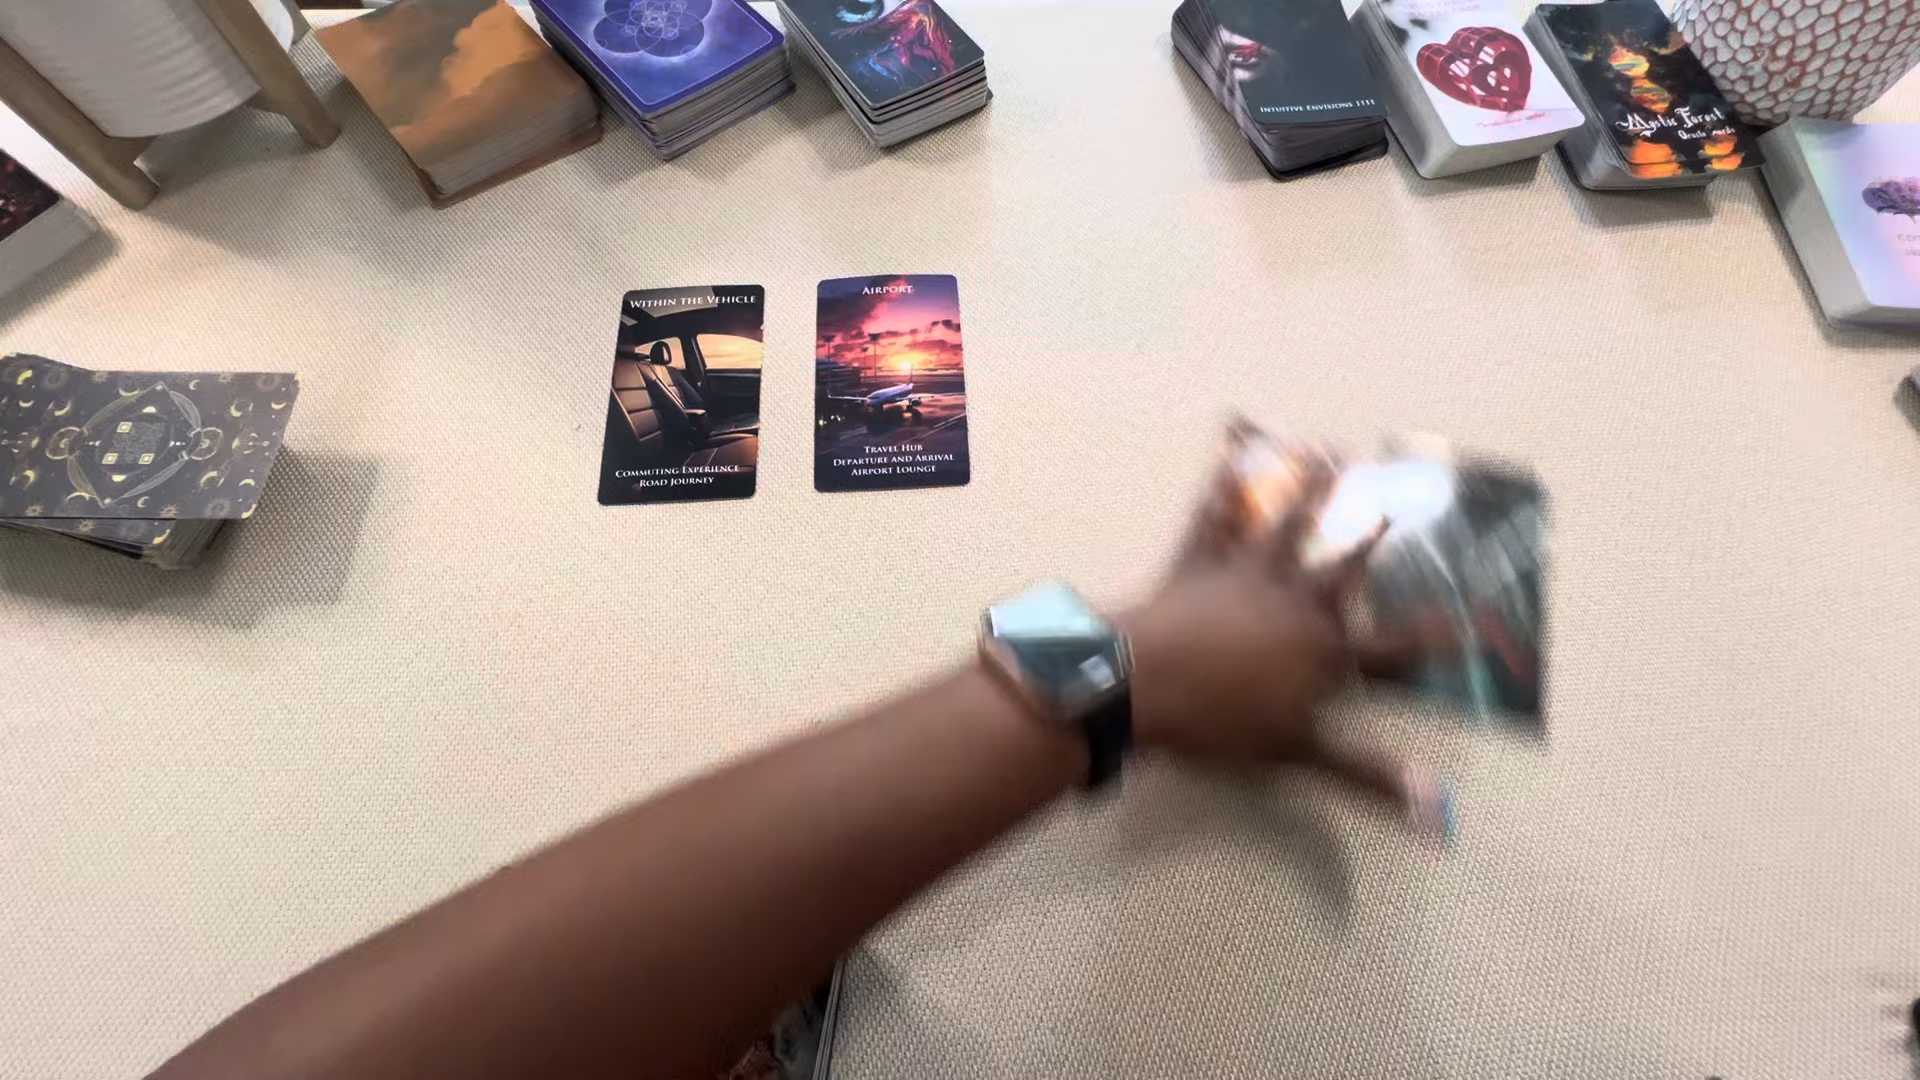 INTUITIVE ENVISIONS 1111
Mystic Forest
Oracle Cards
WITHIN THE VEHICLE
COMMUTING EXPERIENCE
ROAD JOURNEY
AIRPORT
TRAVEL HUB
DEPARTURE AND ARRIVAL
AIRPORT LOUNGE